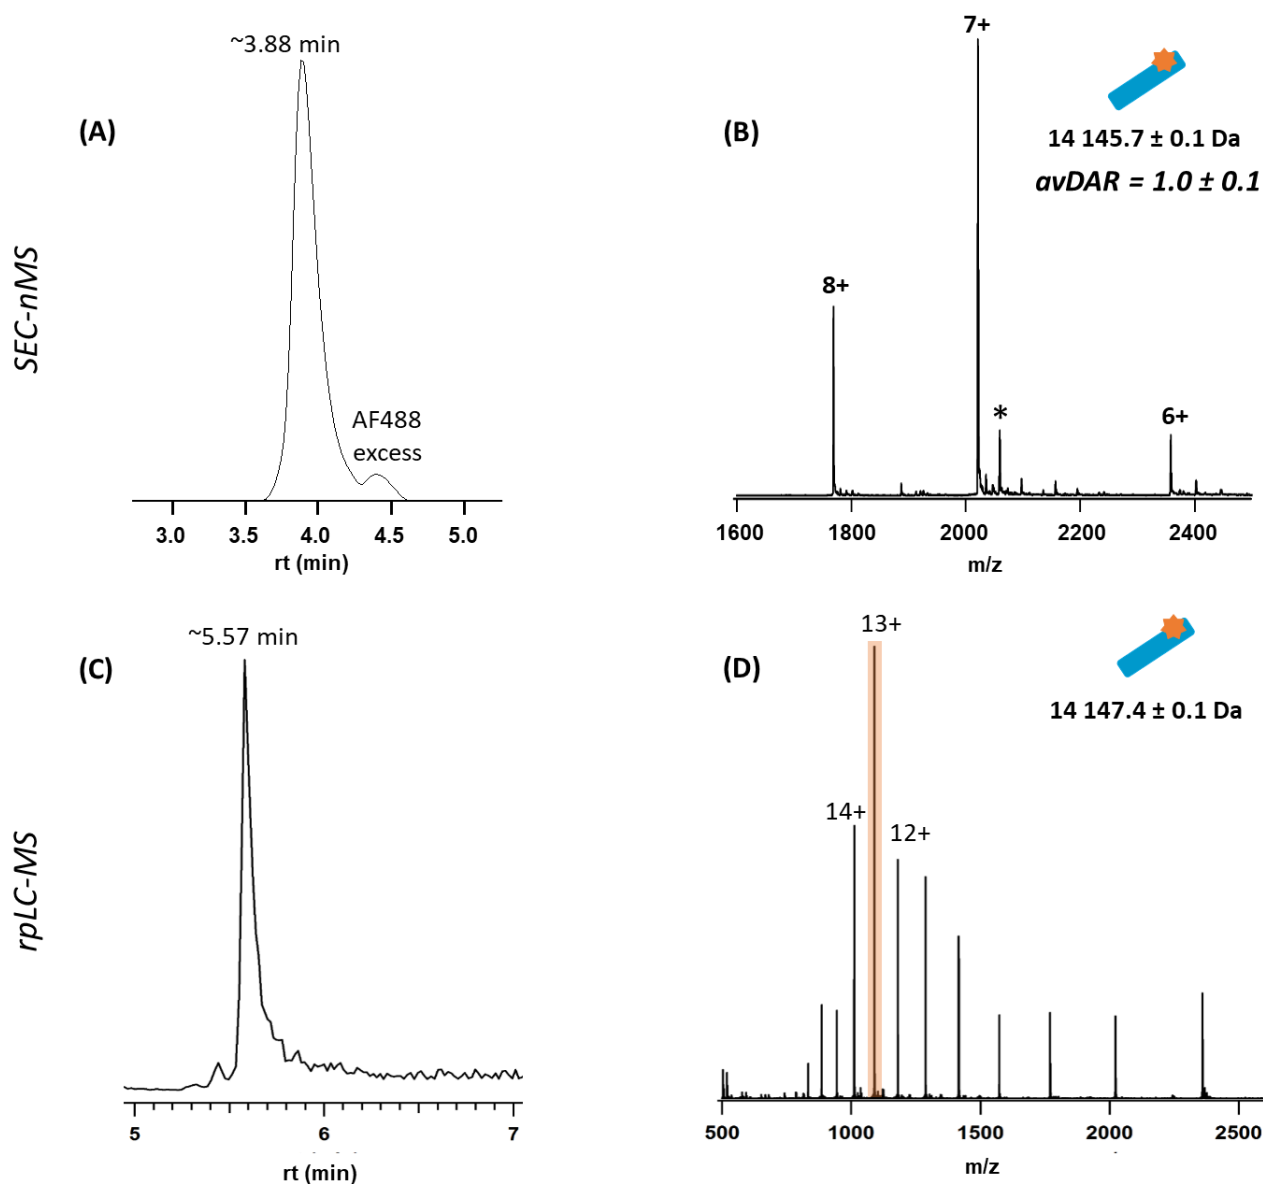 SEC-nMS
(A)
~3.88 min
AF488
excess
3.0 3.5 4.0 4.5 5.0
rt (min)
(B)
7+
8+
*
6+
14 145.7 ± 0.1 Da
avDAR = 1.0 ± 0.1
1600 1800 2000 2200 2400
m/z
rpLC-MS
(C)
~5.57 min
5 6 7
rt (min)
(D)
13+
14+
12+
14 147.4 ± 0.1 Da
500 1000 1500 2000 2500
m/z